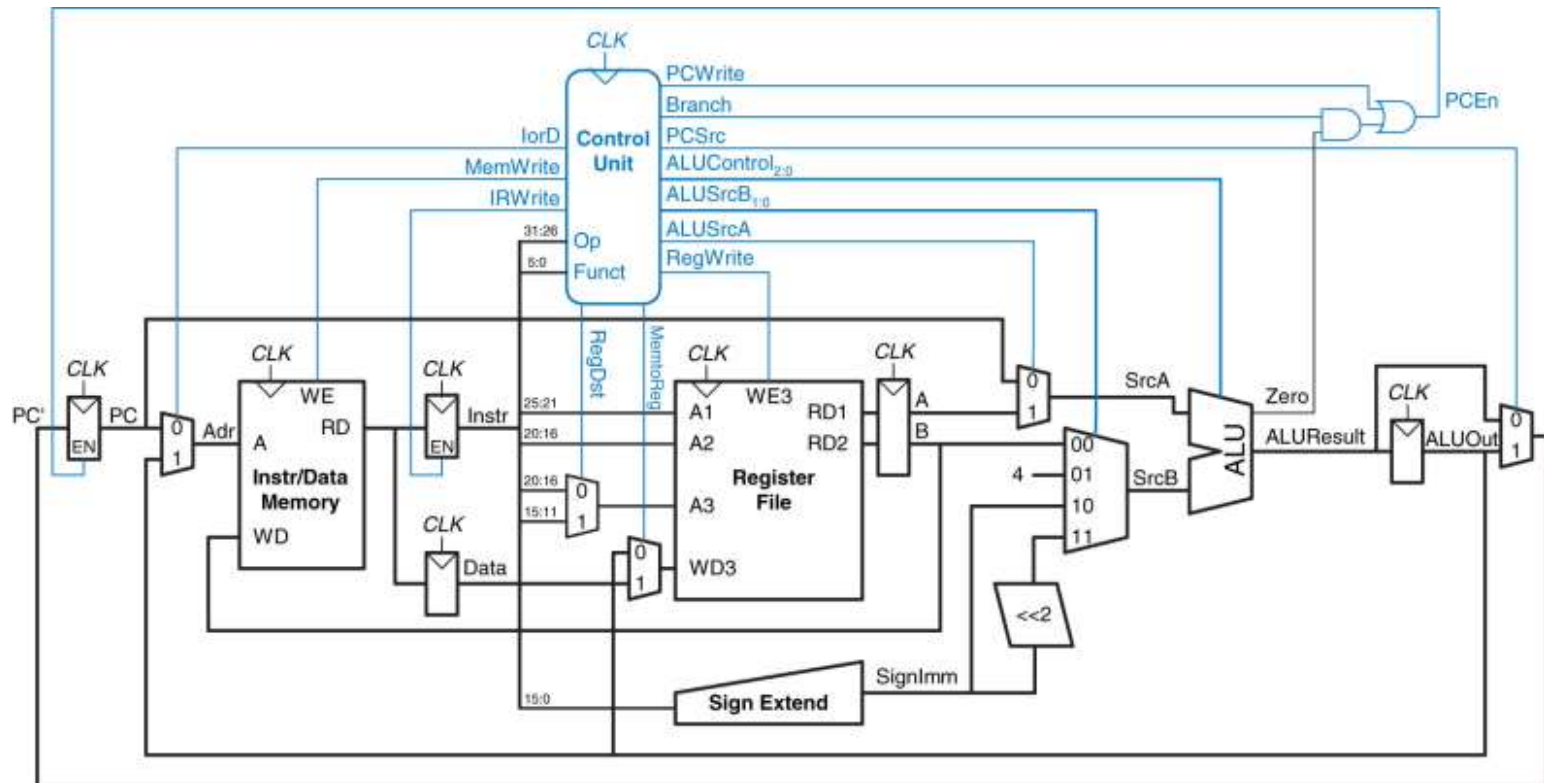 CLK
PCWrite
Branch
PCEn
IorD
Control
Unit
PCSrc
MemWrite
ALUControl2:0
IRWrite
ALUSrcB1:0
31:26
Op
ALUSrcA
5:0
Funct
RegWrite
RegDst
MemtoReg
CLK
CLK
CLK
CLK
CLK
CLK
PC'
PC
EN
0
1
Adr
WE
A
RD
Instr/Data
Memory
WD
EN
Instr
CLK
Data
25:21
20:16
20:16
15:11
0
1
0
1
A1
A2
A3
WD3
WE3
RD1
RD2
Register
File
A
B
0
1
SrcA
00
4
01
10
11
SrcB
ALU
Zero
ALUResult
ALUOut
0
1
<<2
15:0
Sign Extend
SignImm